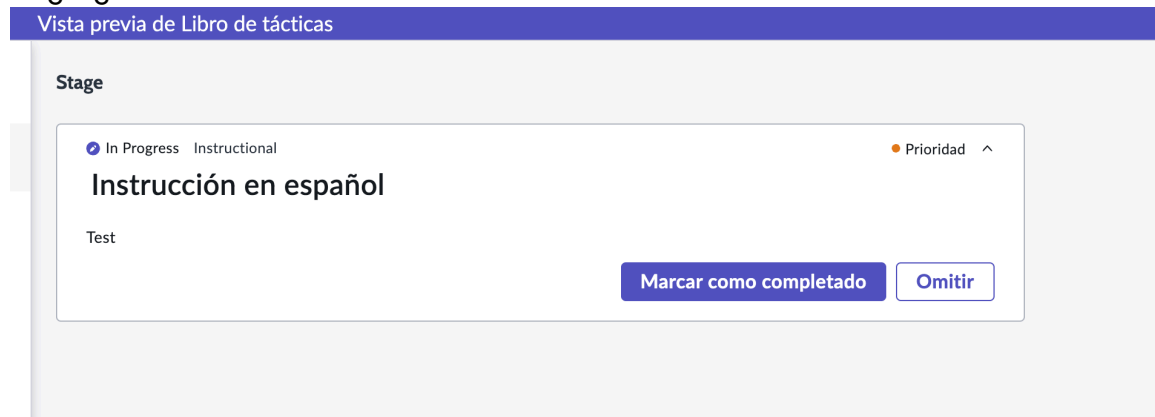 Vista previa de Libro de tácticas
Stage
In Progress Instructional Prioridad
Instrucción en español
Test
Marcar como completado Omitir